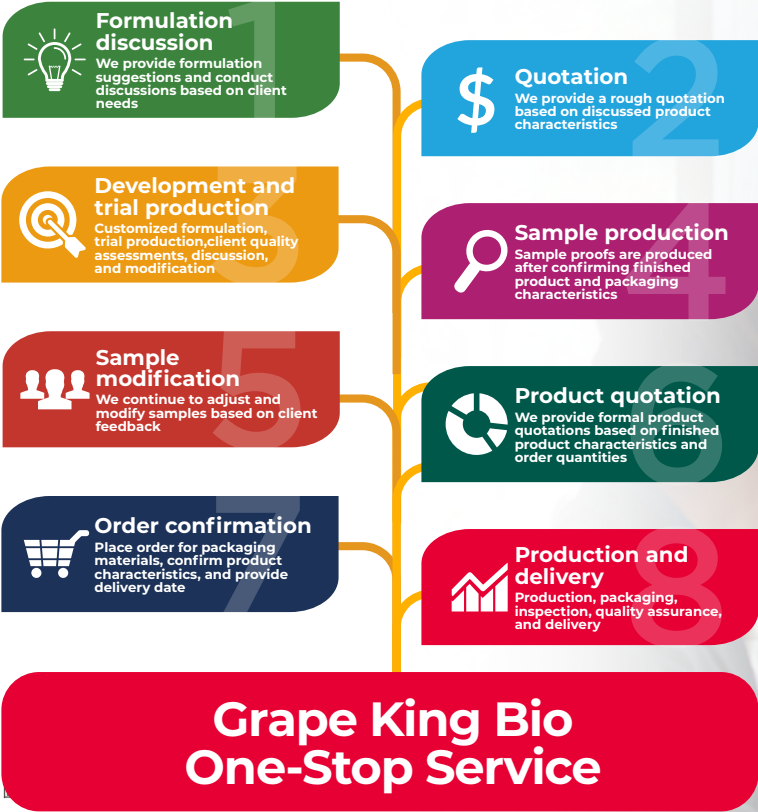 1
Formulation
discussion
We provide formulation
suggestions and conduct
discussions based on client
needs
2
Quotation
We provide a rough quotation
based on discussed product
characteristics
3
Development and
trial production
Customized formulation,
trial production,client quality
assessments, discussion,
and modification
4
Sample production
Sample proofs are produced
after confirming finished
product and packaging
characteristics
5
Sample
modification
We continue to adjust and
modify samples based on client
feedback
6
Product quotation
We provide formal product
quotations based on finished
product characteristics and
order quantities
7
Order confirmation
Place order for packaging
materials, confirm product
characteristics, and provide
delivery date
8
Production and
delivery
Production, packaging,
inspection, quality assurance,
and delivery
Grape King Bio
One-Stop Service